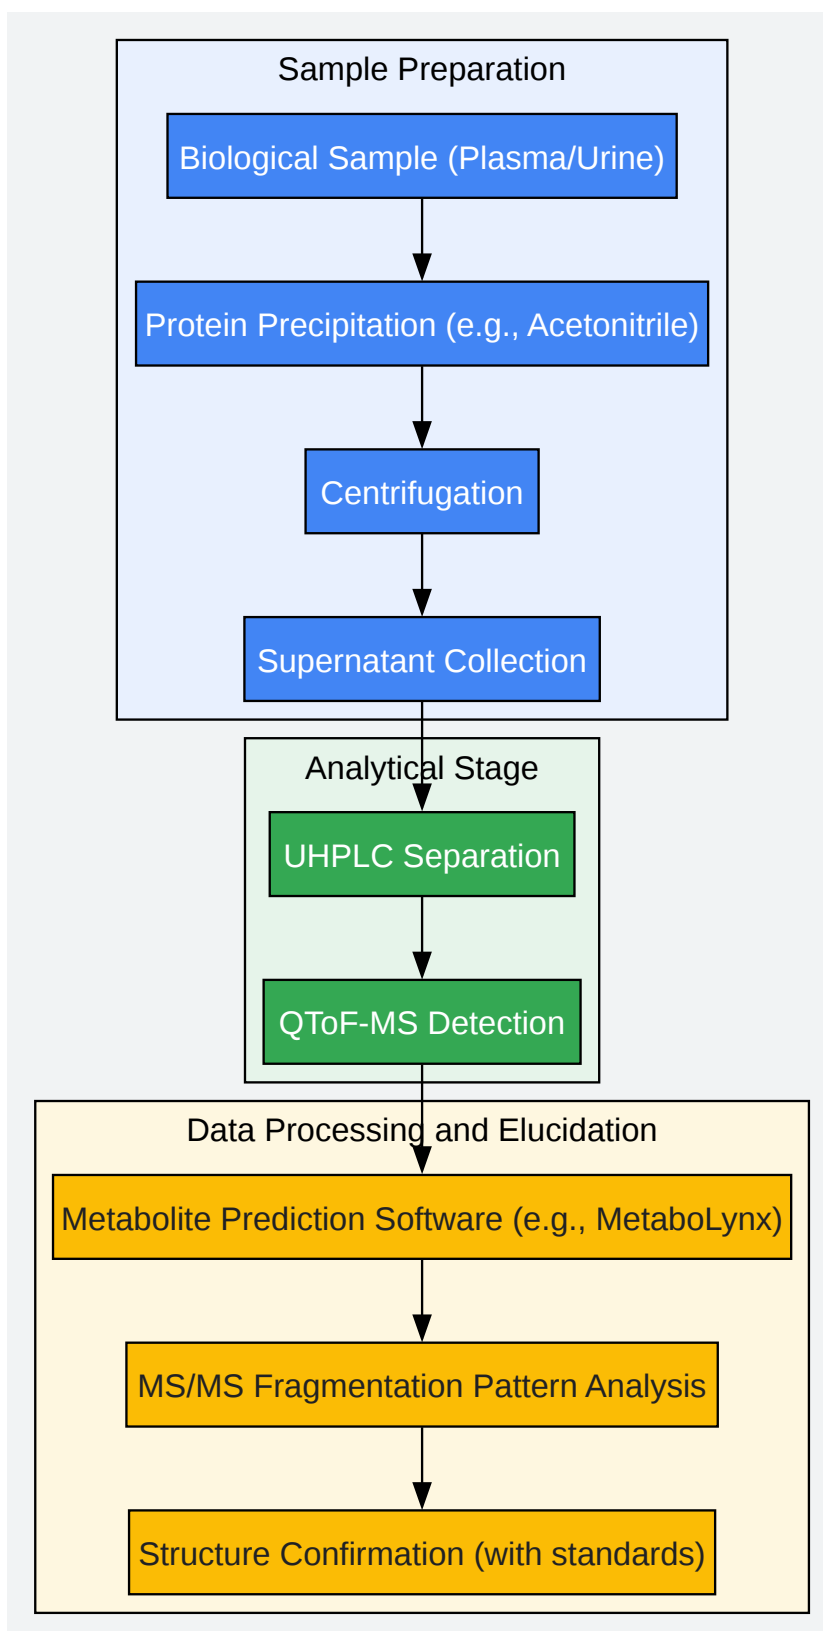 Sample Preparation
Biological Sample (Plasma/Urine)
Protein Precipitation (e.g., Acetonitrile)
Centrifugation
Supernatant Collection
Analytical Stage
UHPLC Separation
QToF-MS Detection
Data Processing and Elucidation
Metabolite Prediction Software (e.g., MetaboLynx)
MS/MS Fragmentation Pattern Analysis
Structure Confirmation (with standards)